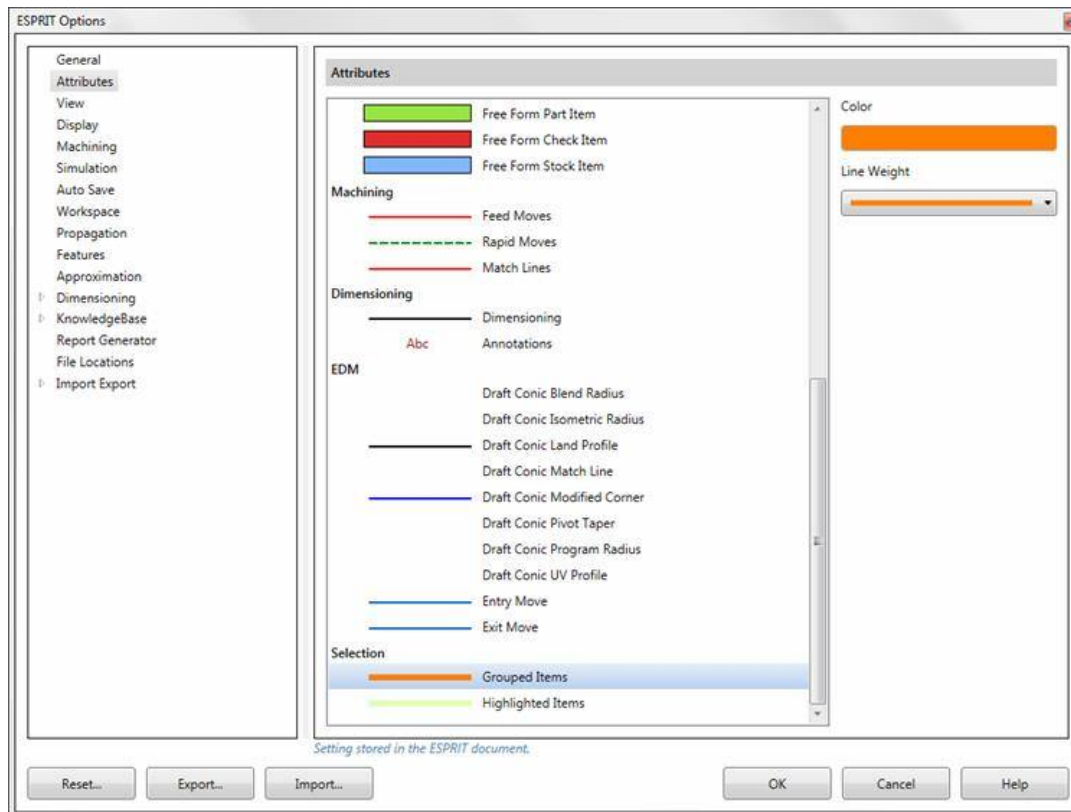 ESPRIT Options
General
Attributes
View
Display
Machining
Simulation
Auto Save
Workspace
Propagation
Features
Approximation
Dimensioning
KnowledgeBase
Report Generator
File Locations
Import Export
Attributes
Free Form Part Item
Free Form Check Item
Free Form Stock Item
Machining
Feed Moves
Rapid Moves
Match Lines
Dimensioning
Dimensioning
Abc Annotations
EDM
Draft Conic Blend Radius
Draft Conic Isometric Radius
Draft Conic Land Profile
Draft Conic Match Line
Draft Conic Modified Corner
Draft Conic Pivot Taper
Draft Conic Program Radius
Draft Conic UV Profile
Entry Move
Exit Move
Selection
Grouped Items
Highlighted Items
Color
Line Weight
Setting stored in the ESPRIT document.
Reset... Export... Import... OK Cancel Help